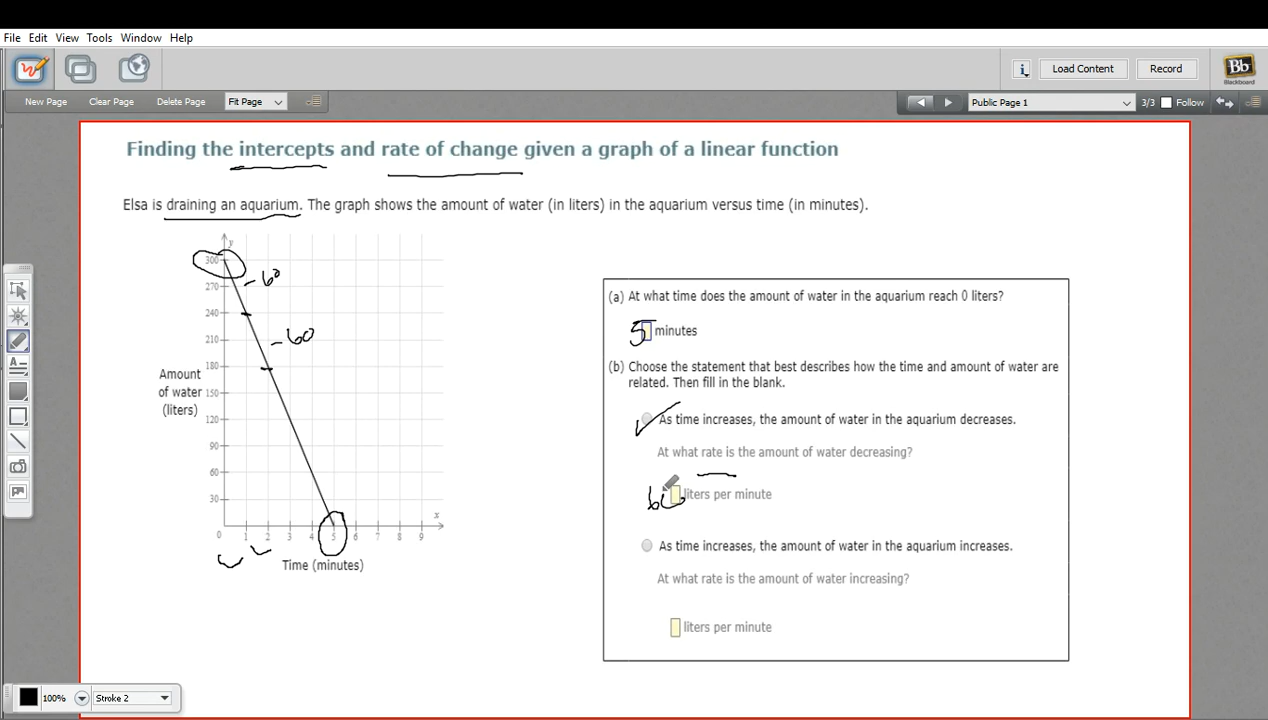 File Edit View Tools Window Help
Load Content
Record
Bb
Blackboard
New Page Clear Page Delete Page Fit Page
Public Page 1
3/3
Follow
Finding the intercepts and rate of change given a graph of a linear function
Elsa is draining an aquarium. The graph shows the amount of water (in liters) in the aquarium versus time (in minutes).
y
300
270
240
210
180
150
120
90
60
30
-60
-60
Amount
of water
(liters)
x
0 1 2 3 4 5 6 7 8 9
Time (minutes)
(a) At what time does the amount of water in the aquarium reach 0 liters?
5 minutes
(b) Choose the statement that best describes how the time and amount of water are
related. Then fill in the blank.
As time increases, the amount of water in the aquarium decreases.
At what rate is the amount of water decreasing?
60 liters per minute
As time increases, the amount of water in the aquarium increases.
At what rate is the amount of water increasing?
liters per minute
100%
Stroke 2